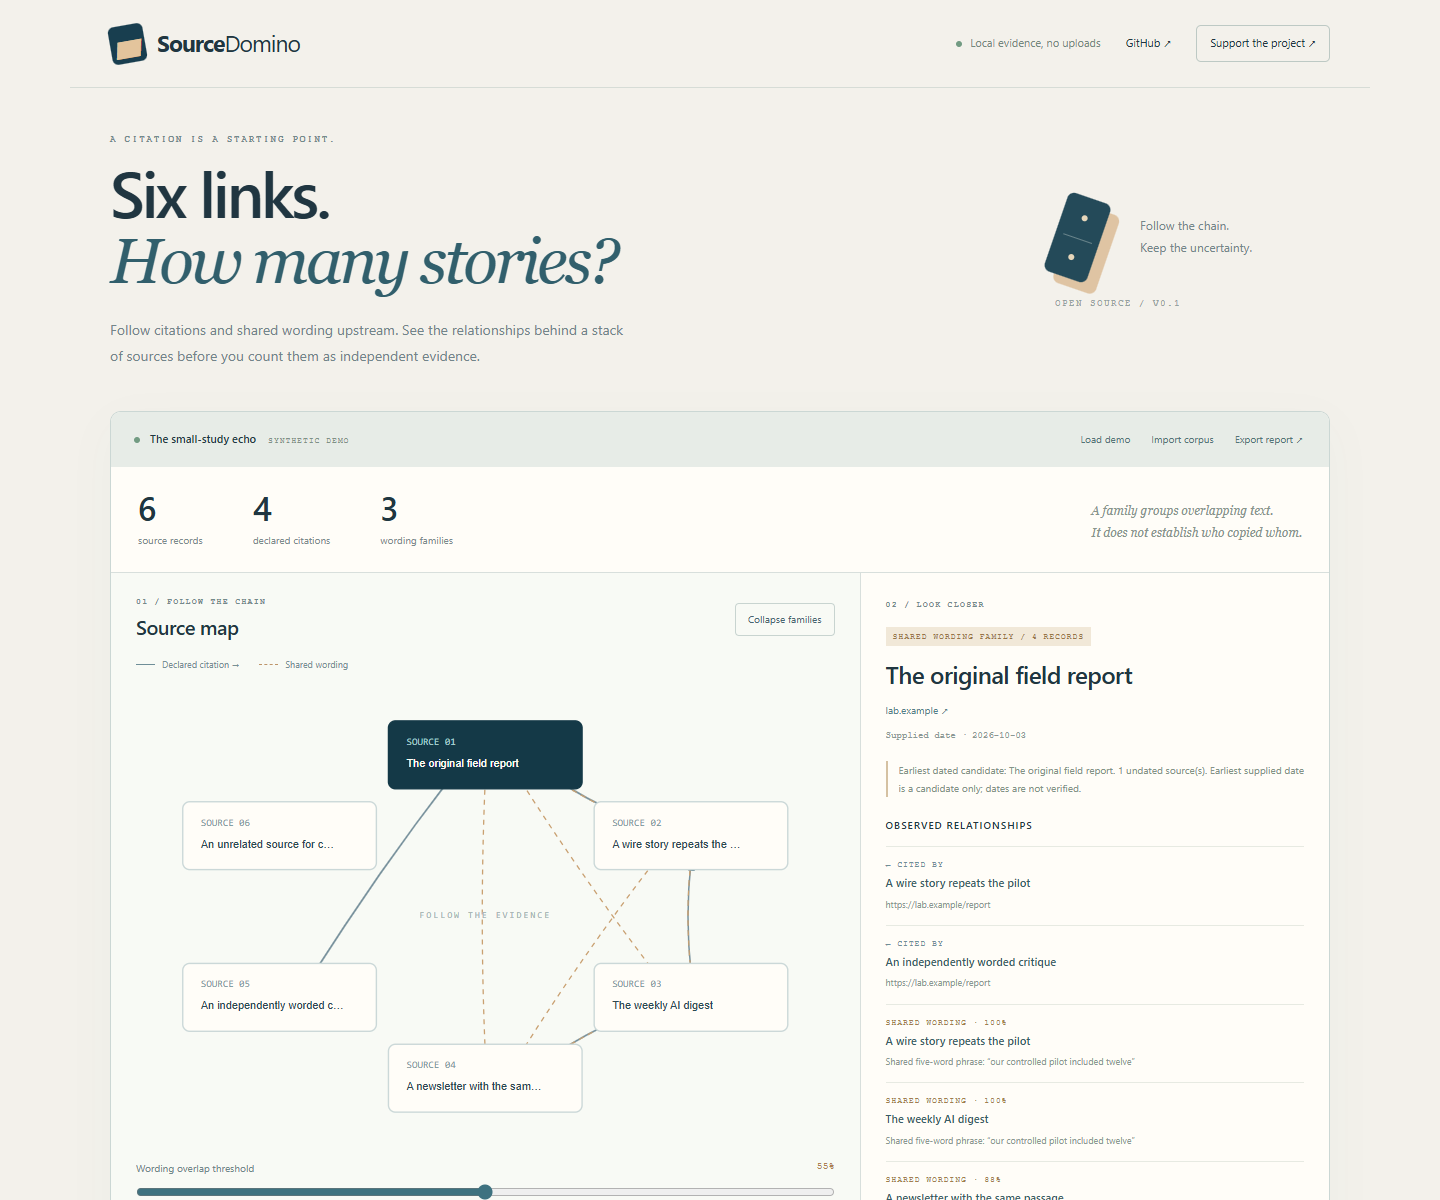 SourceDomino
Local evidence, no uploads
GitHub ↗
Support the project ↗
A CITATION IS A STARTING POINT.
Six links.
How many stories?
Follow citations and shared wording upstream. See the relationships behind a stack
of sources before you count them as independent evidence.
Follow the chain.
Keep the uncertainty.
OPEN SOURCE / V0.1
The small-study echo
SYNTHETIC DEMO
Load demo
Import corpus
Export report ↗
6
source records
4
declared citations
3
wording families
A family groups overlapping text.
It does not establish who copied whom.
01 / FOLLOW THE CHAIN
Source map
Collapse families
Declared citation →
Shared wording
SOURCE 01
The original field report
SOURCE 06
An unrelated source for c…
SOURCE 02
A wire story repeats the …
FOLLOW THE EVIDENCE
SOURCE 05
An independently worded c…
SOURCE 03
The weekly AI digest
SOURCE 04
A newsletter with the sam…
Wording overlap threshold
55%
02 / LOOK CLOSER
SHARED WORDING FAMILY / 4 RECORDS
The original field report
lab.example ↗
Supplied date · 2026-10-03
Earliest dated candidate: The original field report. 1 undated source(s). Earliest supplied date
is a candidate only; dates are not verified.
OBSERVED RELATIONSHIPS
← CITED BY
A wire story repeats the pilot
https://lab.example/report
← CITED BY
An independently worded critique
https://lab.example/report
SHARED WORDING · 100%
A wire story repeats the pilot
Shared five-word phrase: "our controlled pilot included twelve"
SHARED WORDING · 100%
The weekly AI digest
Shared five-word phrase: "our controlled pilot included twelve"
SHARED WORDING · 88%
A newsletter with the same passage